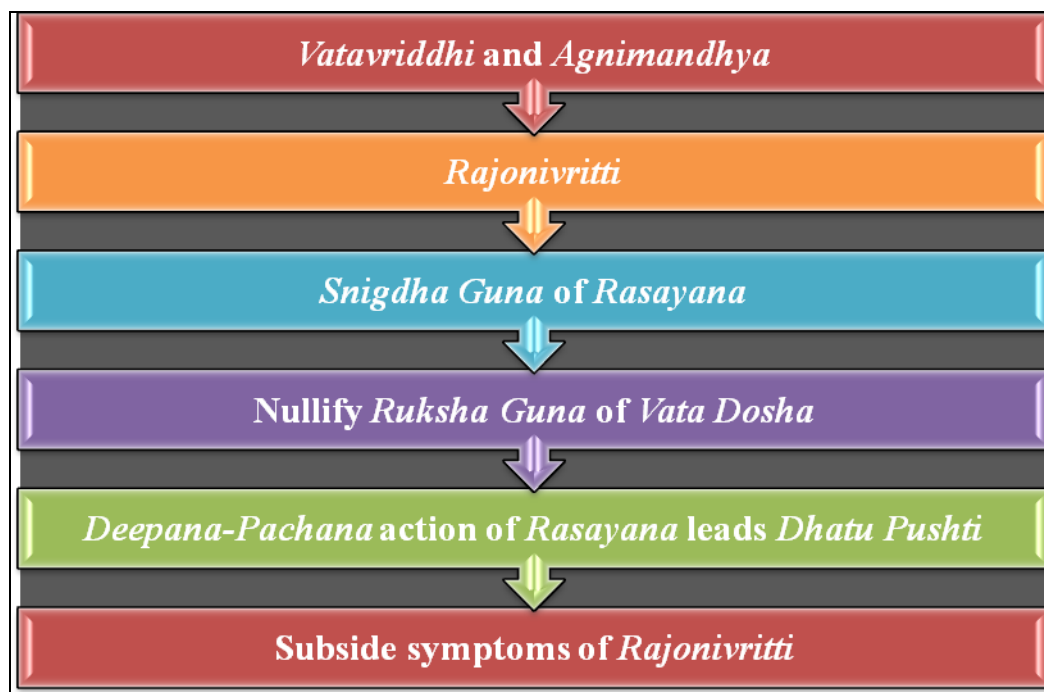 Vatavriddhi and Agnimandhya
Rajonivritti
Snigdha Guna of Rasayana
Nullify Ruksha Guna of Vata Dosha
Deepana-Pachana action of Rasayana leads Dhatu Pushti
Subside symptoms of Rajonivritti